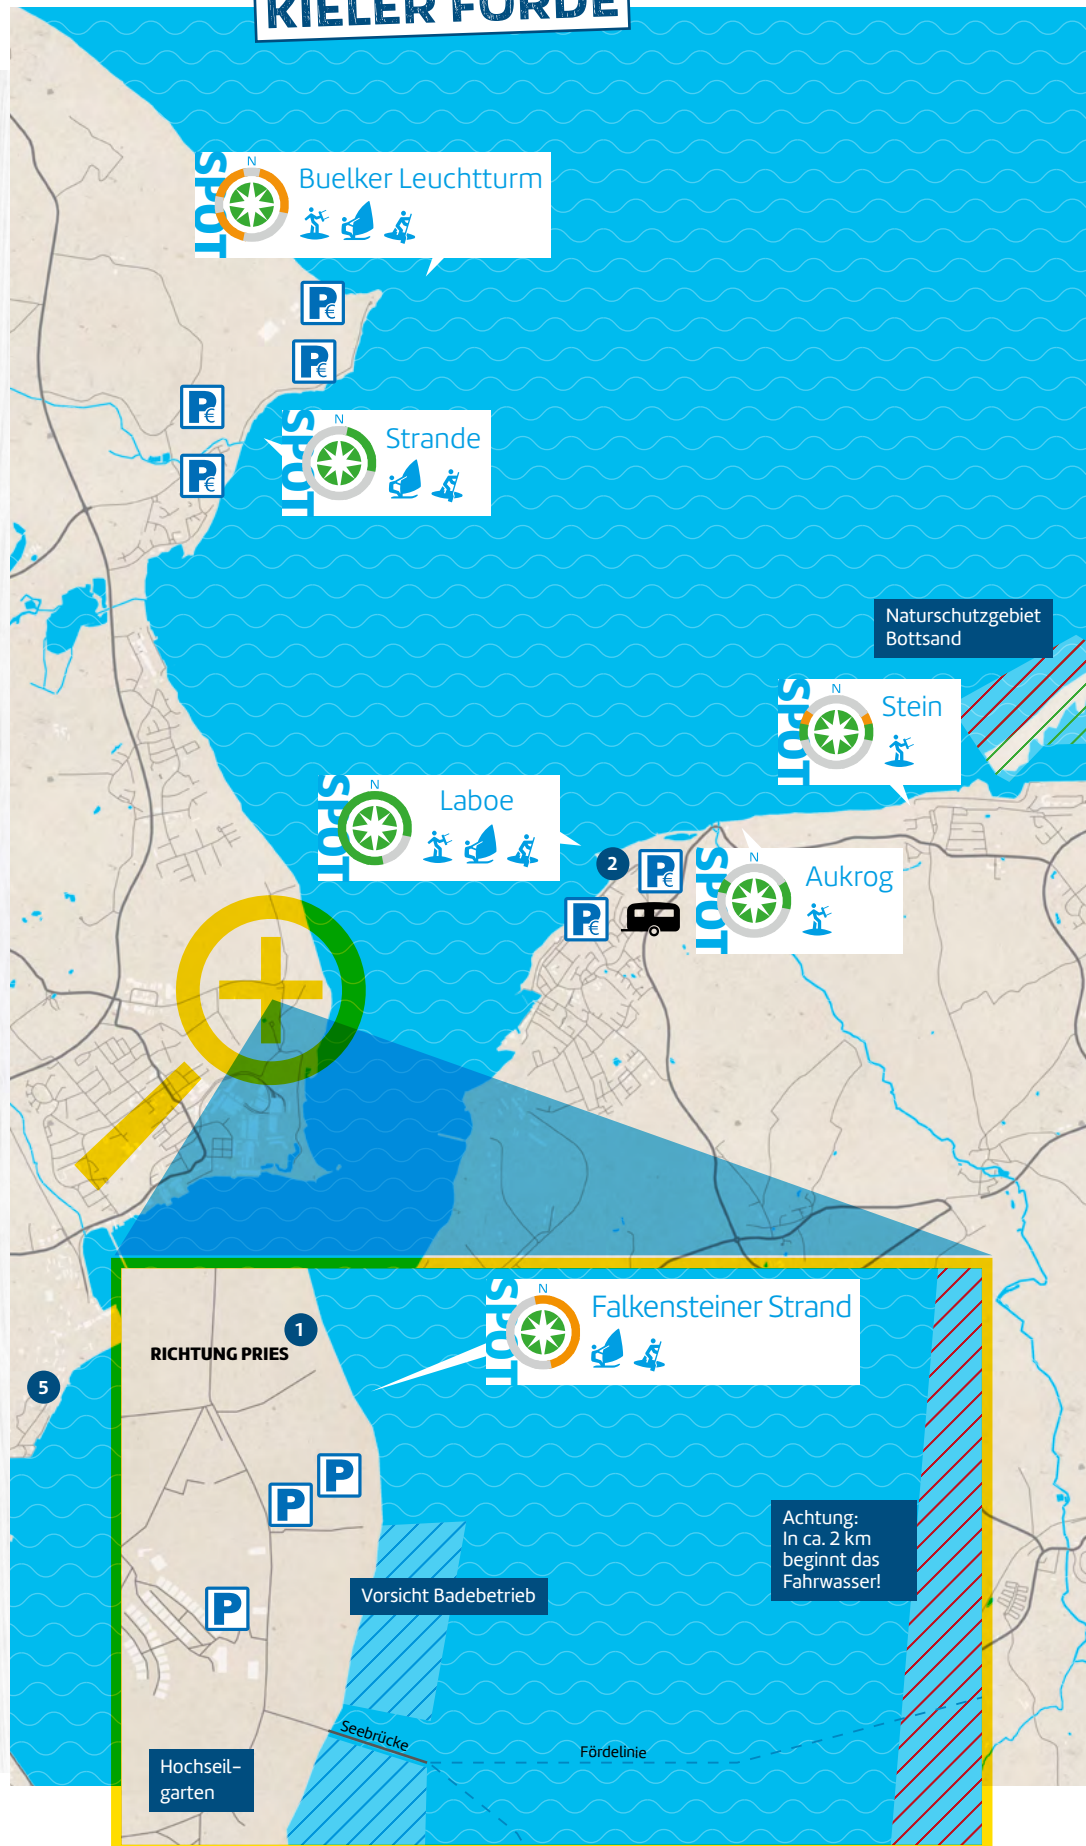 KIELER FÖRDE
SPOT
N
Buelker Leuchtturm
P€
P€
P€
P€
SPOT
N
Strande
Naturschutzgebiet
Bottsand
SPOT
N
Stein
SPOT
N
Laboe
2
P€
P€
SPOT
N
Aukrog
SPOT
N
Falkensteiner Strand
1
RICHTUNG PRIES
5
P
P
Achtung:
In ca. 2 km
beginnt das
Fahrwasser!
Vorsicht Badebetrieb
P
Seebrücke
Fördelinie
Hochseil-
garten